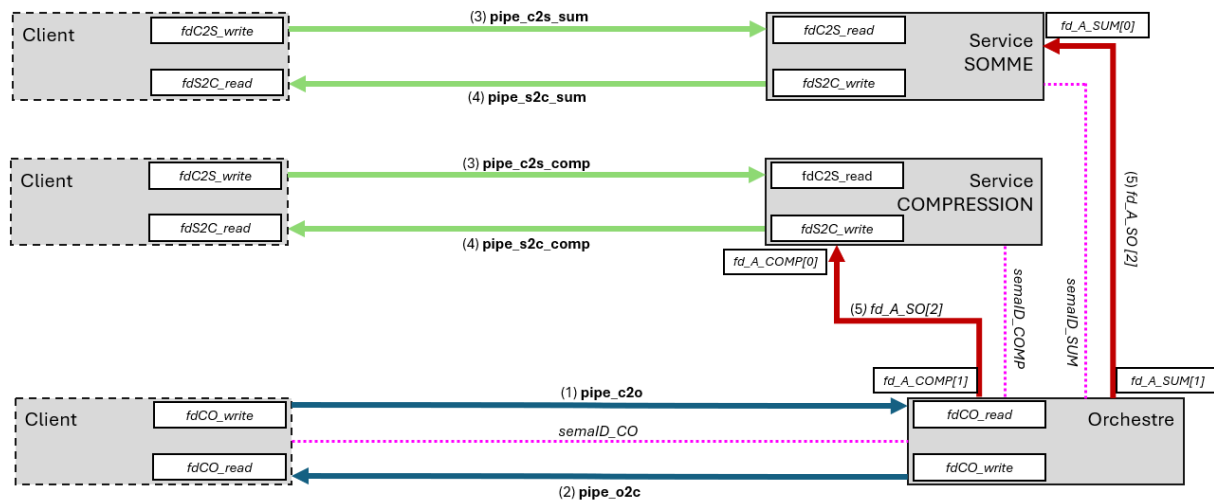 (3) pipe_c2s_sum
Client
fdC2S_write
fdC2S_read
fd_A_SUM[0]
Service
SOMME
fdS2C_read
fdS2C_write
(4) pipe_s2c_sum
(3) pipe_c2s_comp
Client
fdC2S_write
fdC2S_read
Service
COMPRESSION
(5) fd_A_SO[2]
fdS2C_read
fdS2C_write
(4) pipe_s2c_comp
fd_A_COMP[0]
semaID_COMP
semaID_SUM
(5) fd_A_SO[2]
fd_A_COMP[1]
fd_A_SUM[1]
(1) pipe_c2o
Client
fdCO_write
fdCO_read
Orchestre
semaID_CO
fdCO_read
fdCO_write
(2) pipe_o2c